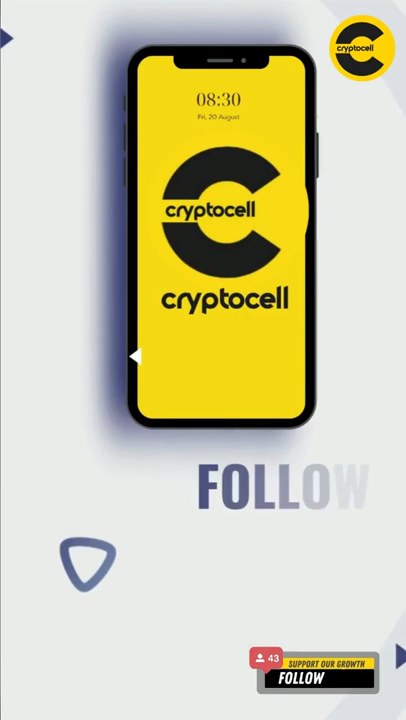 cryptocell
08:30
Fri, 20 August
cryptocell
cryptocell
FOLLOW
43
SUPPORT OUR GROWTH
FOLLOW